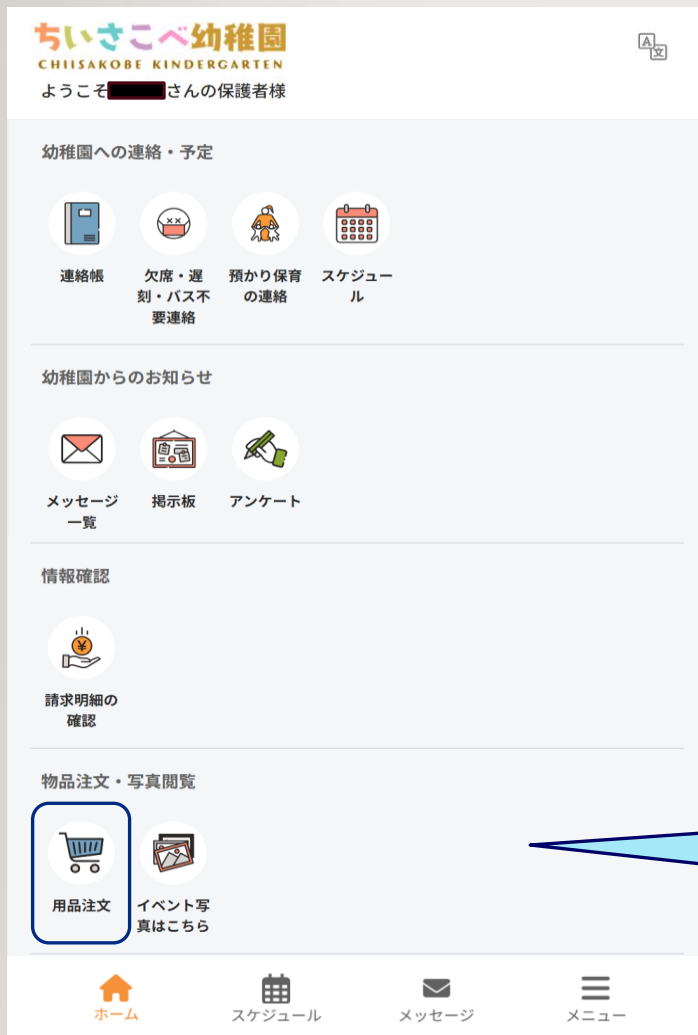 ちいさこべ幼稚園
CHIISAKOBE KINDERGARTEN
ようこそ さんの保護者様
幼稚園への連絡・予定
連絡帳
欠席・遅
刻・バス不
要連絡
預かり保育
の連絡
スケジュー
ル
幼稚園からのお知らせ
メッセージ
一覧
掲示板
アンケート
情報確認
請求明細の
確認
物品注文・写真閲覧
用品注文
イベント写
真はこちら
ホーム
スケジュール
メッセージ
メニュー